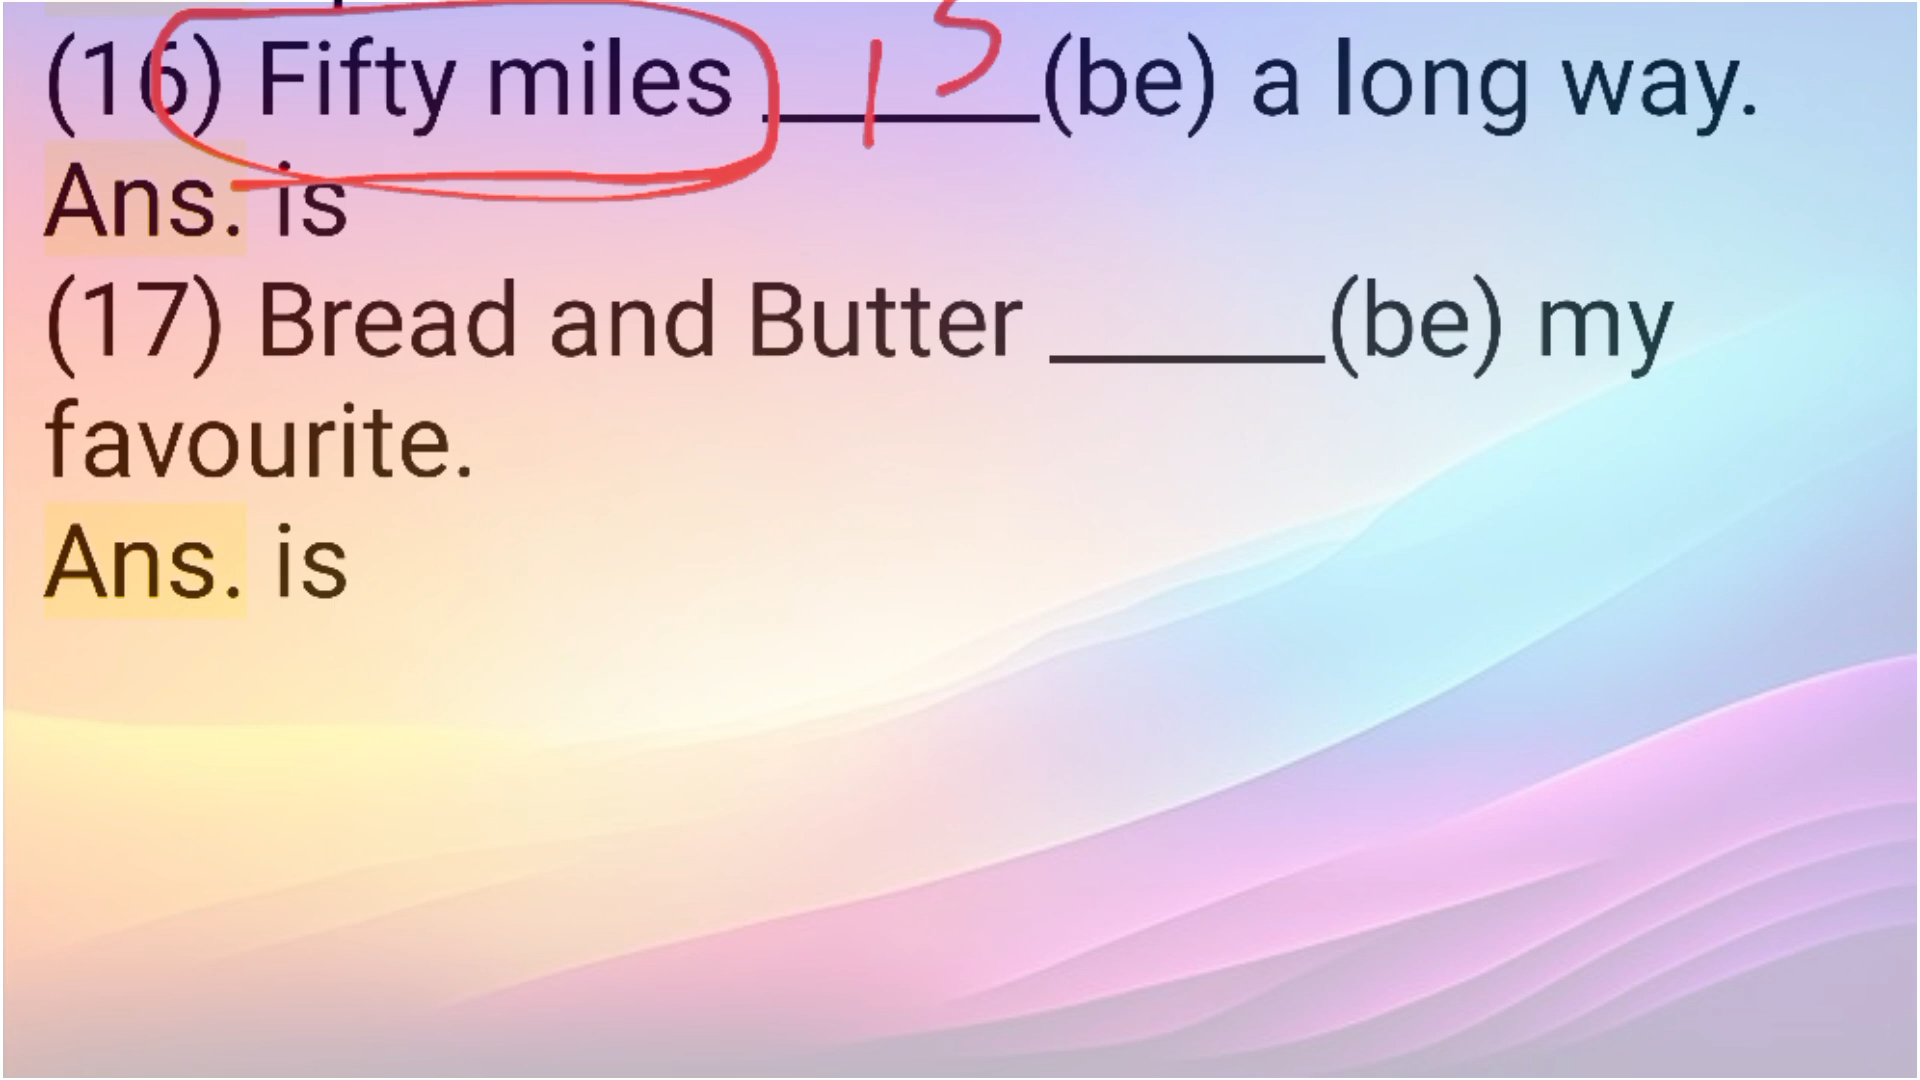 (16) Fifty miles ______(be) a long way.
is
Ans. is
(17) Bread and Butter ______(be) my
favourite.
Ans. is